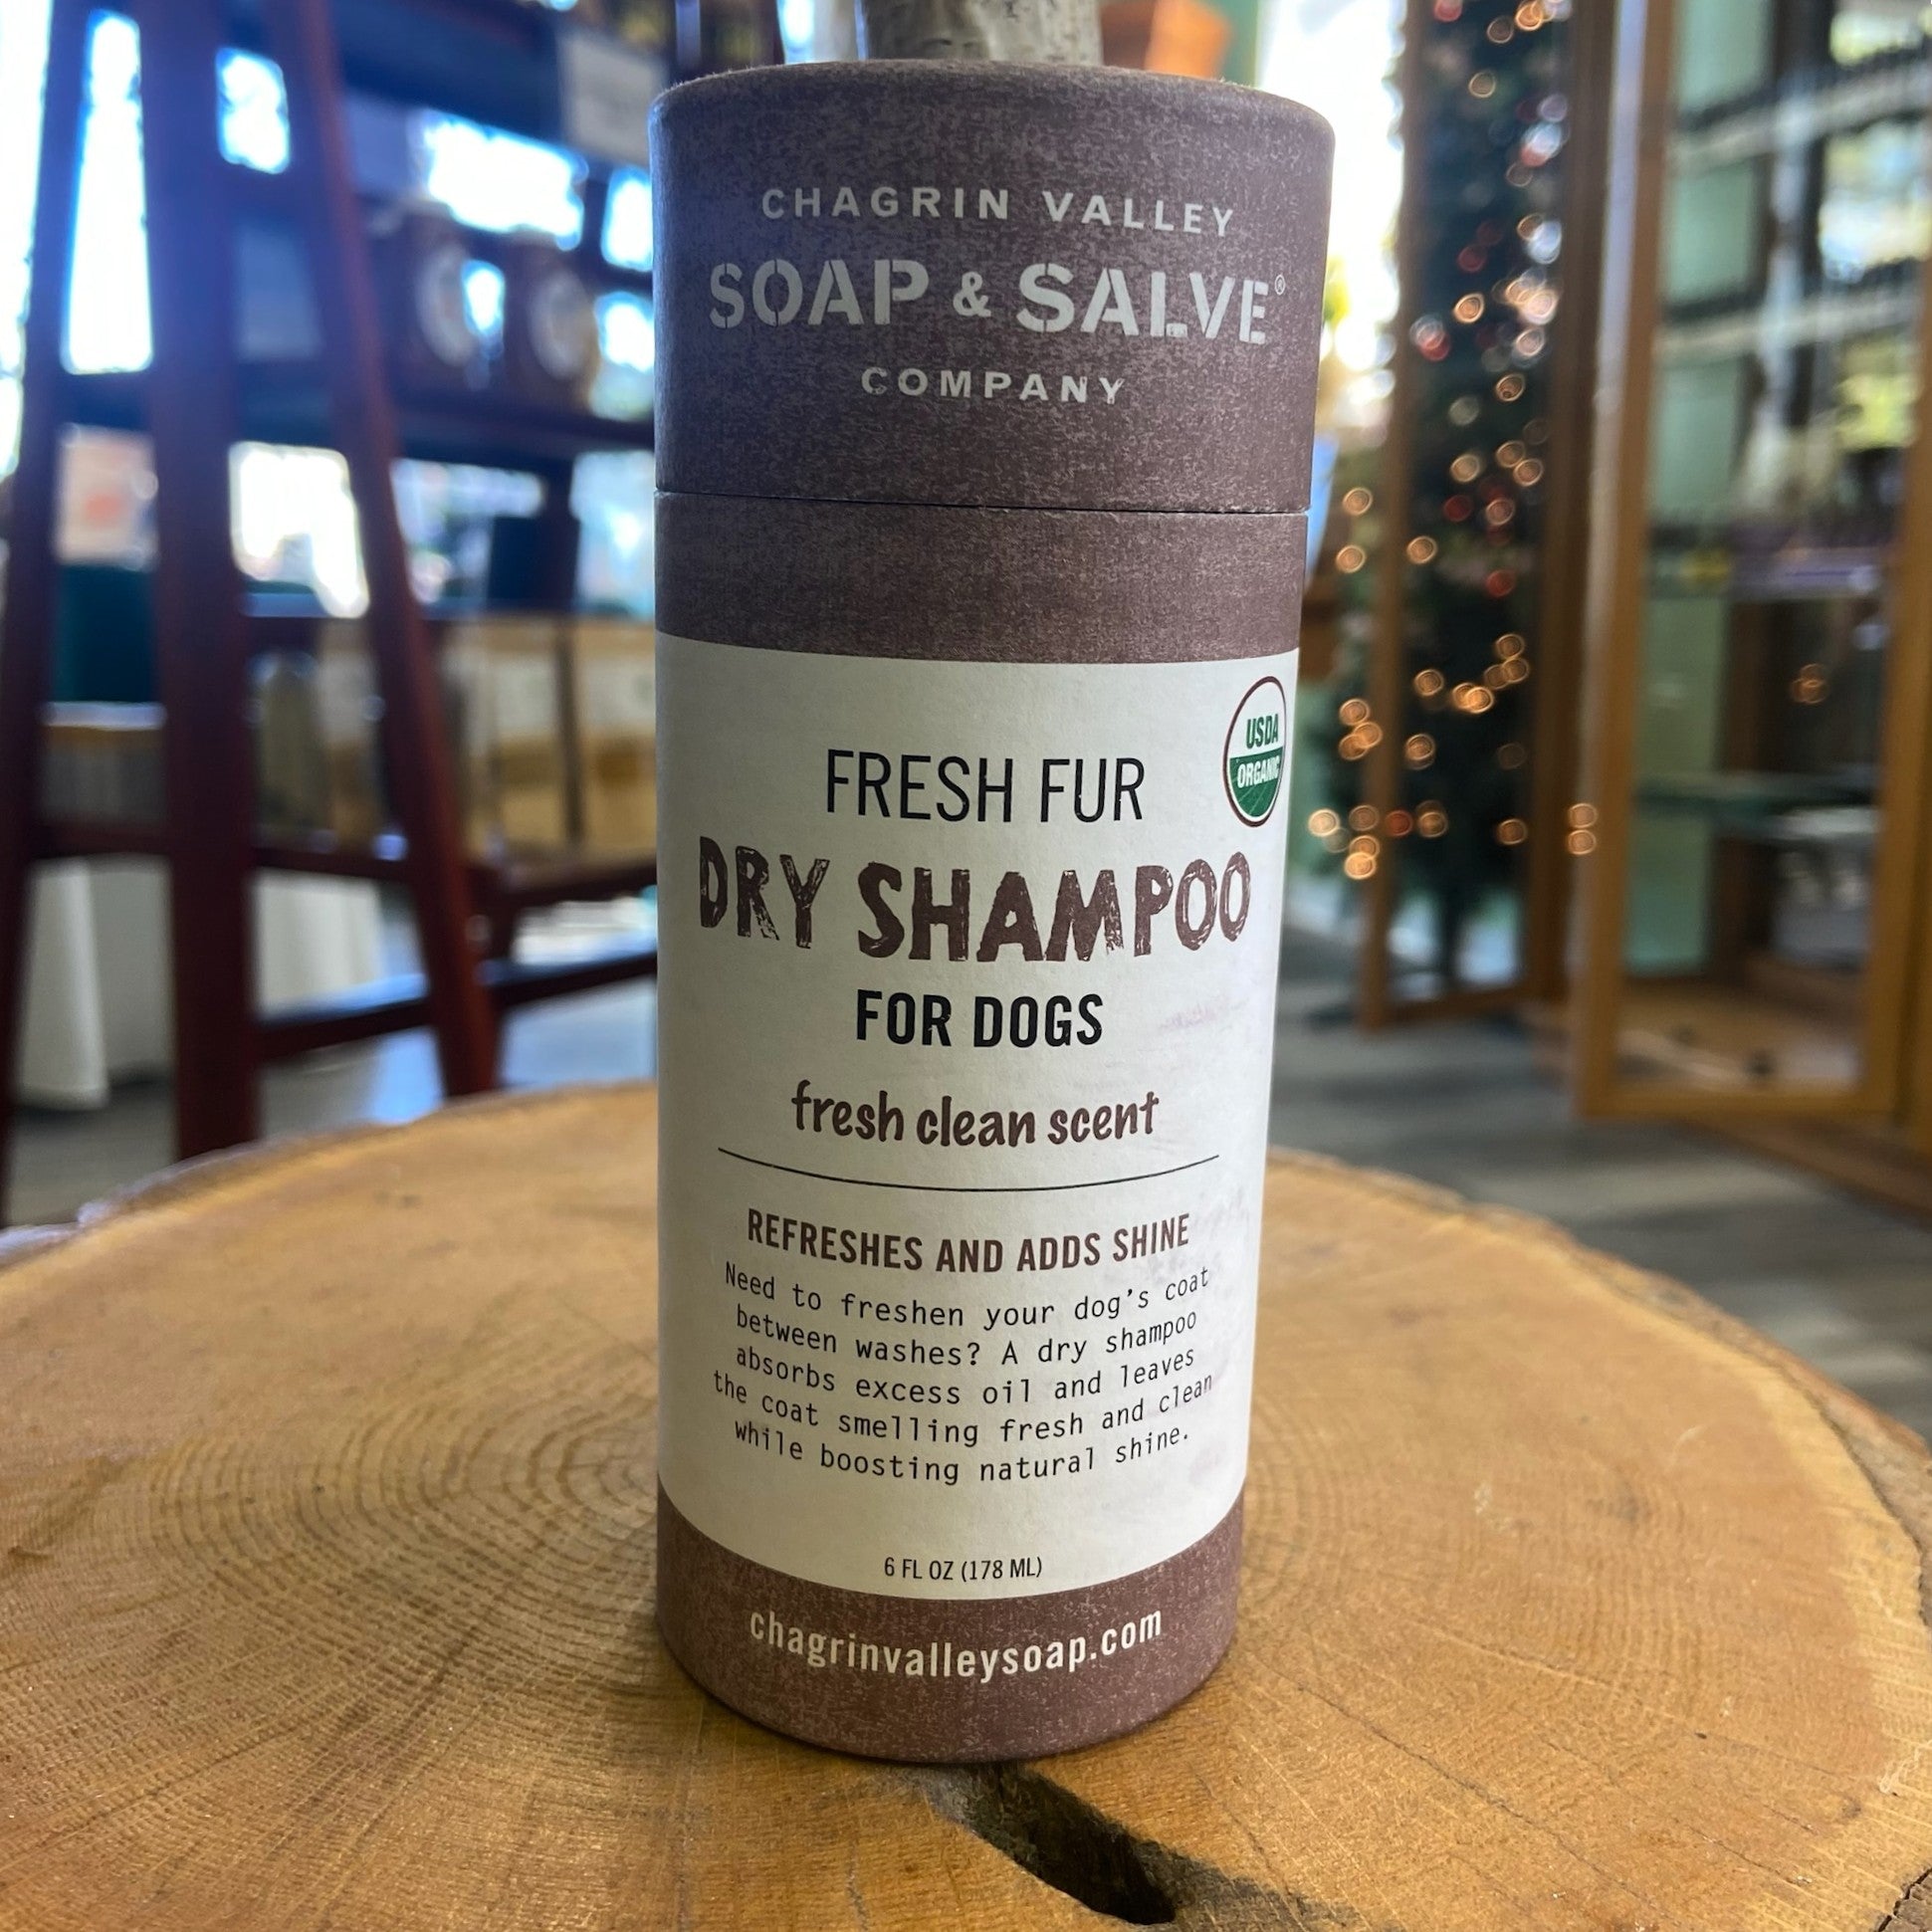 CHAGRIN VALLEY
SOAP & SALVE®
COMPANY
USDA
ORGANIC
FRESH FUR
DRY SHAMPOO
FOR DOGS
fresh clean scent
REFRESHES AND ADDS SHINE
Need to freshen your dog's coat
between washes? A dry shampoo
absorbs excess oil and leaves
the coat smelling fresh and clean
while boosting natural shine.
6 FL OZ (178 ML)
chagrinvalleysoap.com